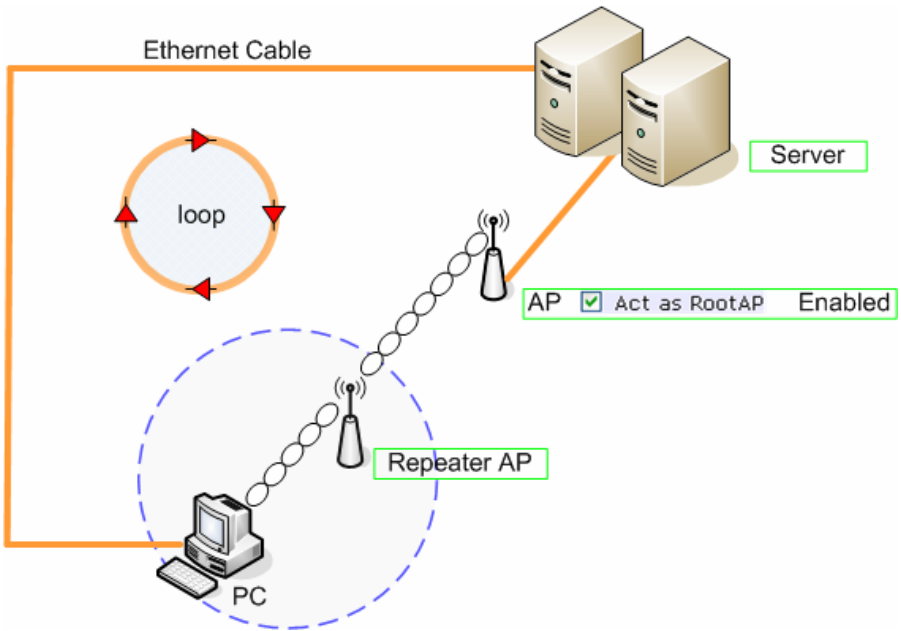 Ethernet Cable
Server
loop
AP Act as RootAP Enabled
Repeater AP
PC